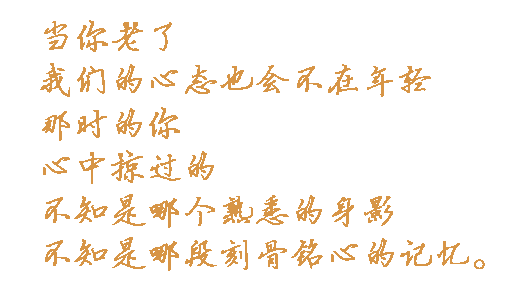 当你老了
我们的心态也会不在年轻
那时的你
心中掠过的
不知是哪个熟悉的身影
不知是哪段刻骨铭心的记忆。